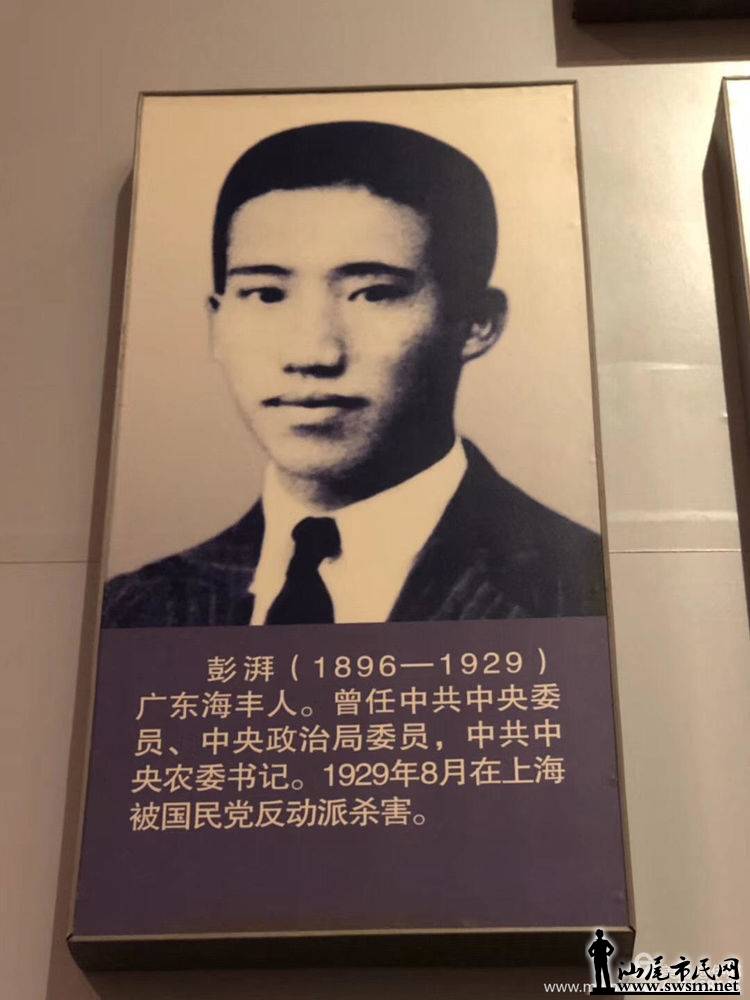 彭湃（1896—1929）
广东海丰人。曾任中共中央委
员、中央政治局委员，中共中
央农委书记。1929年8月在上海
被国民党反动派杀害。
汕尾市民网
www.swsm.net